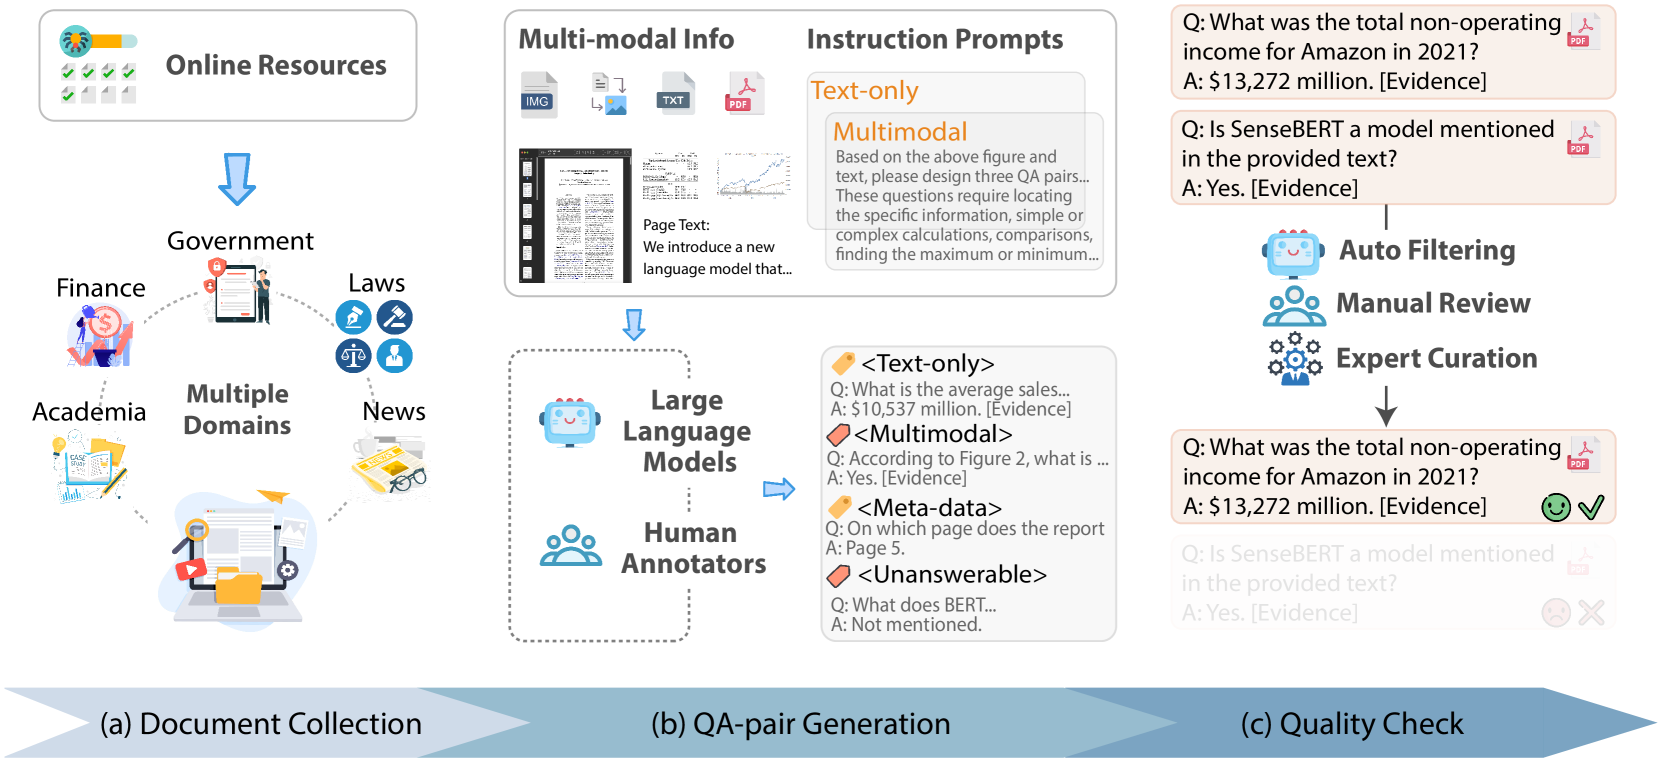 Online Resources
Government
Finance
Laws
Multiple
Domains
Academia
News
CASE
STUDY
NEWS
(a) Document Collection
Multi-modal Info
IMG
TXT
PDF
Page Text:
We introduce a new
language model that...
Instruction Prompts
Text-only
Multimodal
Based on the above figure and
text, please design three QA pairs...
These questions require locating
the specific information, simple or
complex calculations, comparisons,
finding the maximum or minimum...
Large
Language
Models
Human
Annotators
<Text-only>
Q: What is the average sales...
A: $10,537 million. [Evidence]
<Multimodal>
Q: According to Figure 2, what is ...
A: Yes. [Evidence]
<Meta-data>
Q: On which page does the report
A: Page 5.
<Unanswerable>
Q: What does BERT...
A: Not mentioned.
(b) QA-pair Generation
Q: What was the total non-operating
income for Amazon in 2021?
A: $13,272 million. [Evidence]
PDF
Q: Is SenseBERT a model mentioned
in the provided text?
A: Yes. [Evidence]
PDF
Auto Filtering
Manual Review
Expert Curation
Q: What was the total non-operating
income for Amazon in 2021?
A: $13,272 million. [Evidence]
PDF
Q: Is SenseBERT a model mentioned
in the provided text?
A: Yes. [Evidence]
PDF
(c) Quality Check